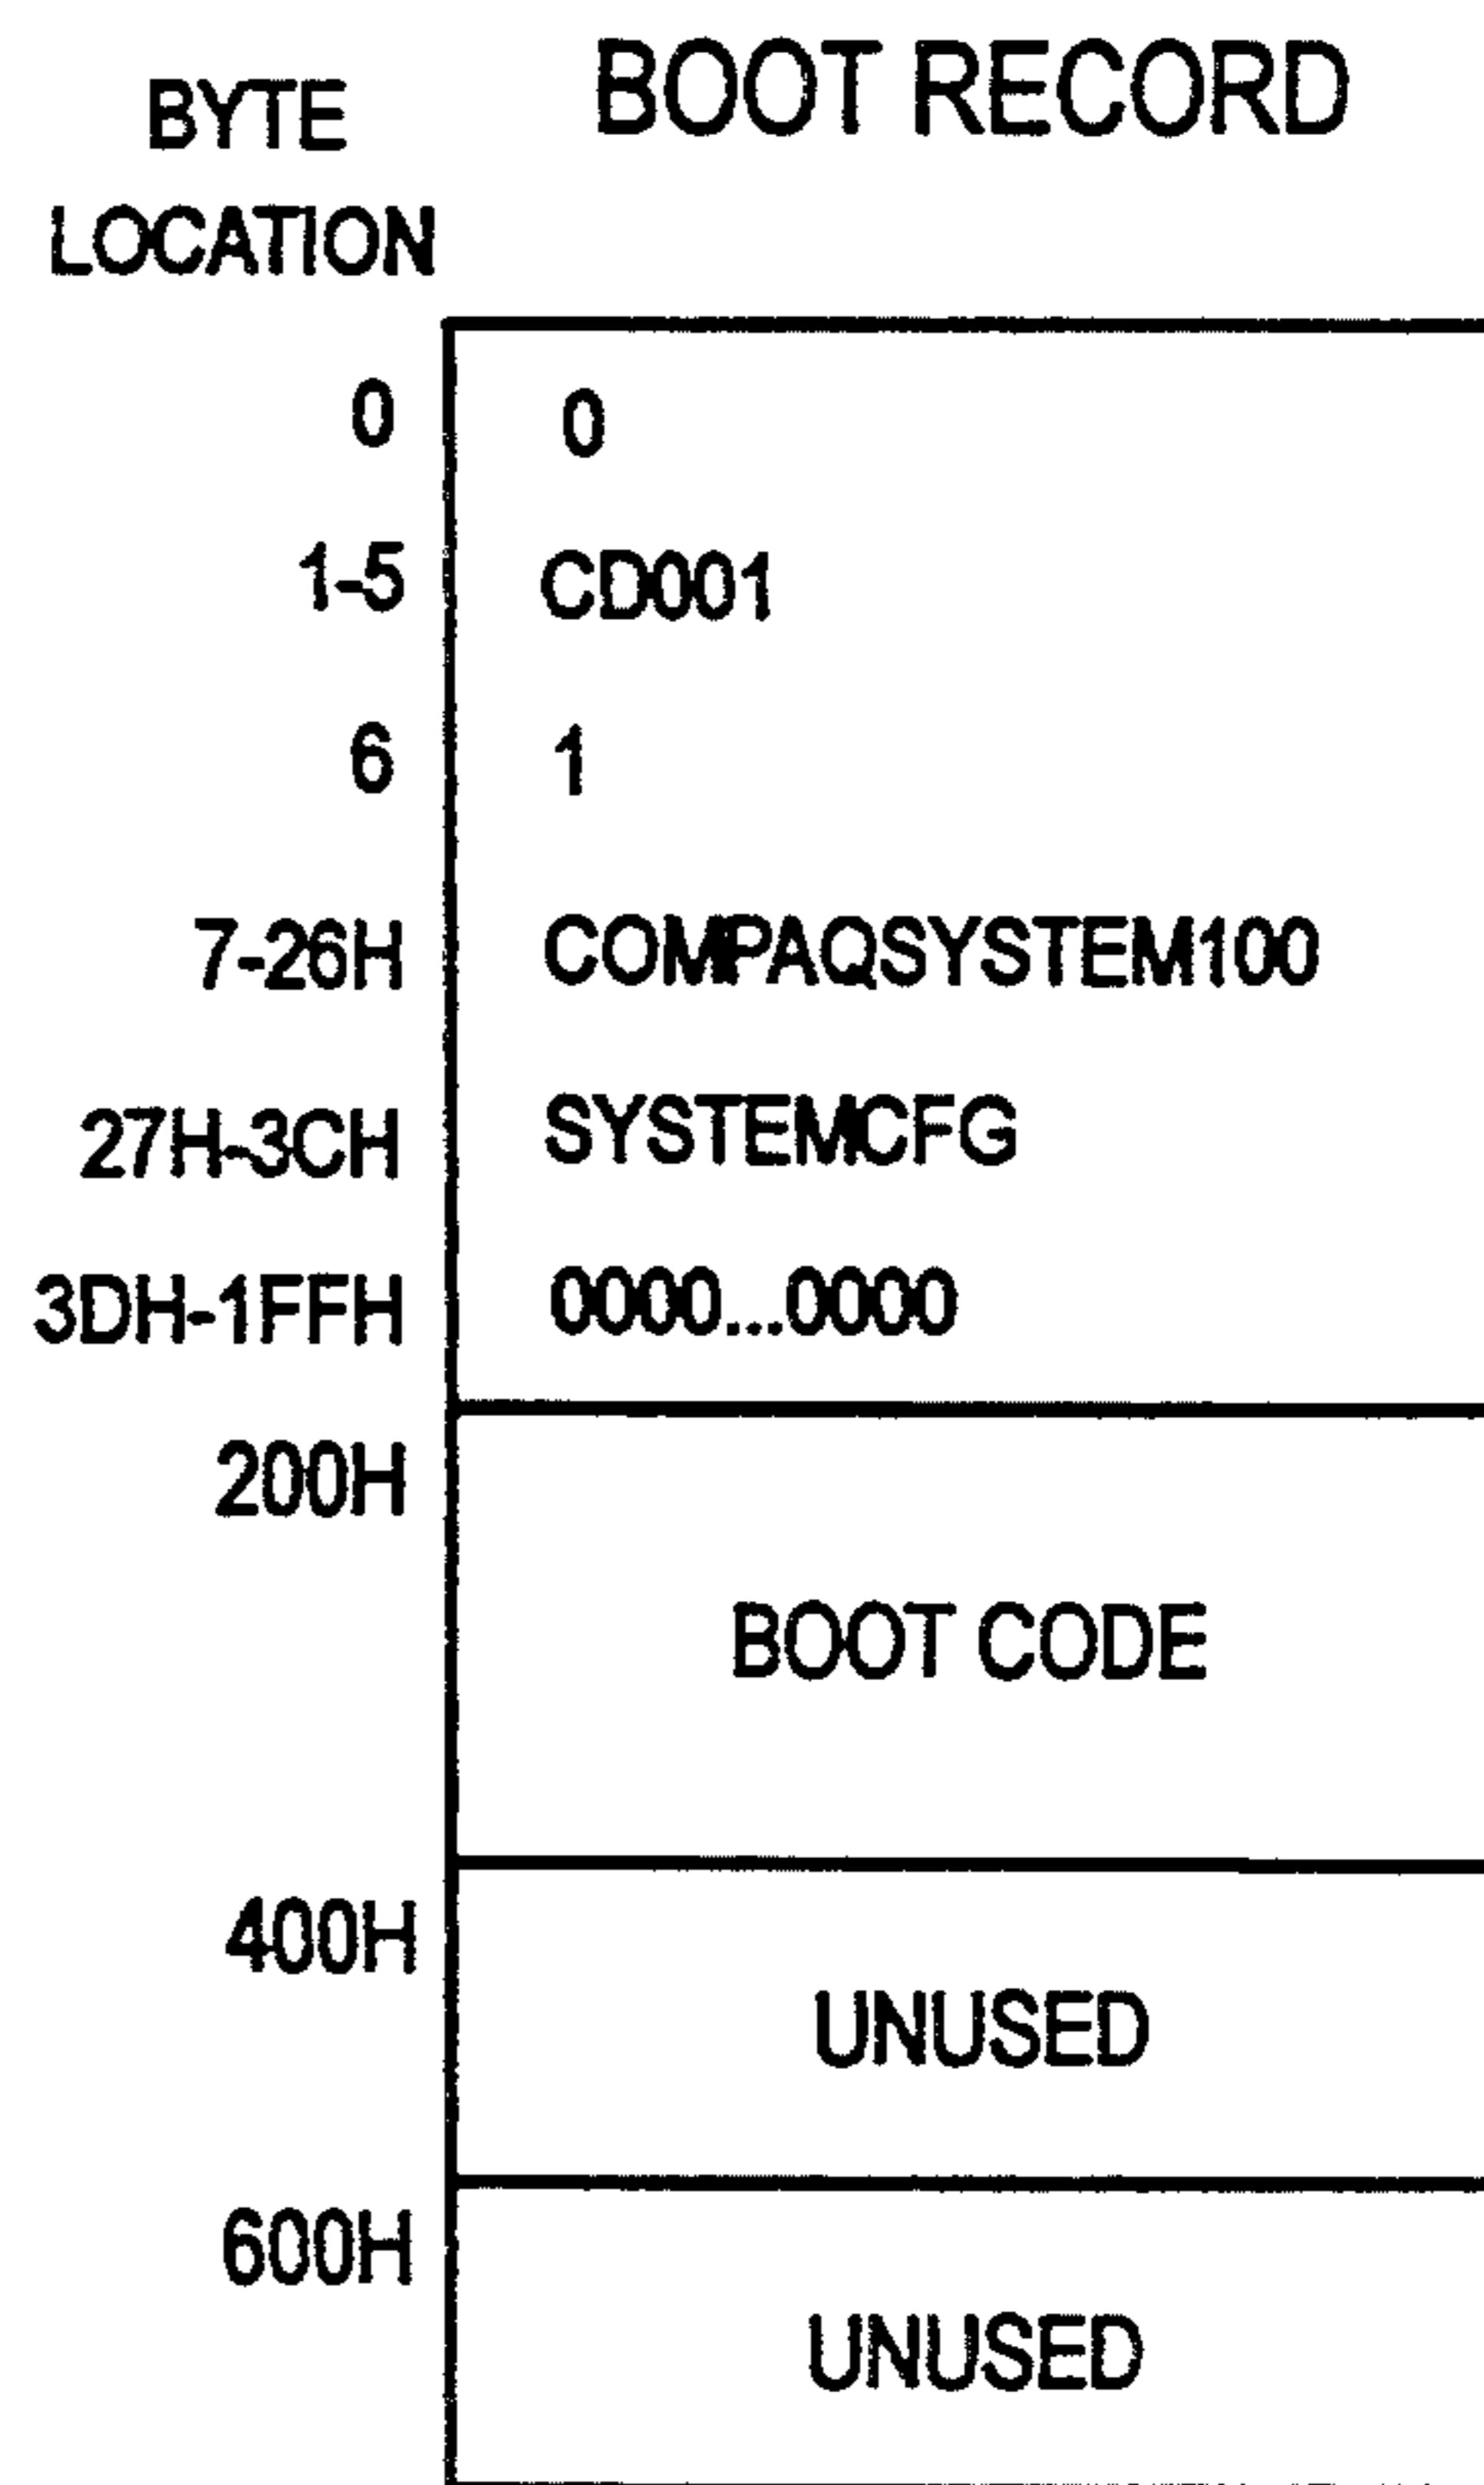 BOOT RECORD
BYTE
LOCATION
0 0
1-5 CD001
6 1
7-26H COMPAQSYSTEM100
27H-3CH SYSTEMCFG
3DH-1FFH 0000...0000
200H
BOOT CODE
400H
UNUSED
600H
UNUSED